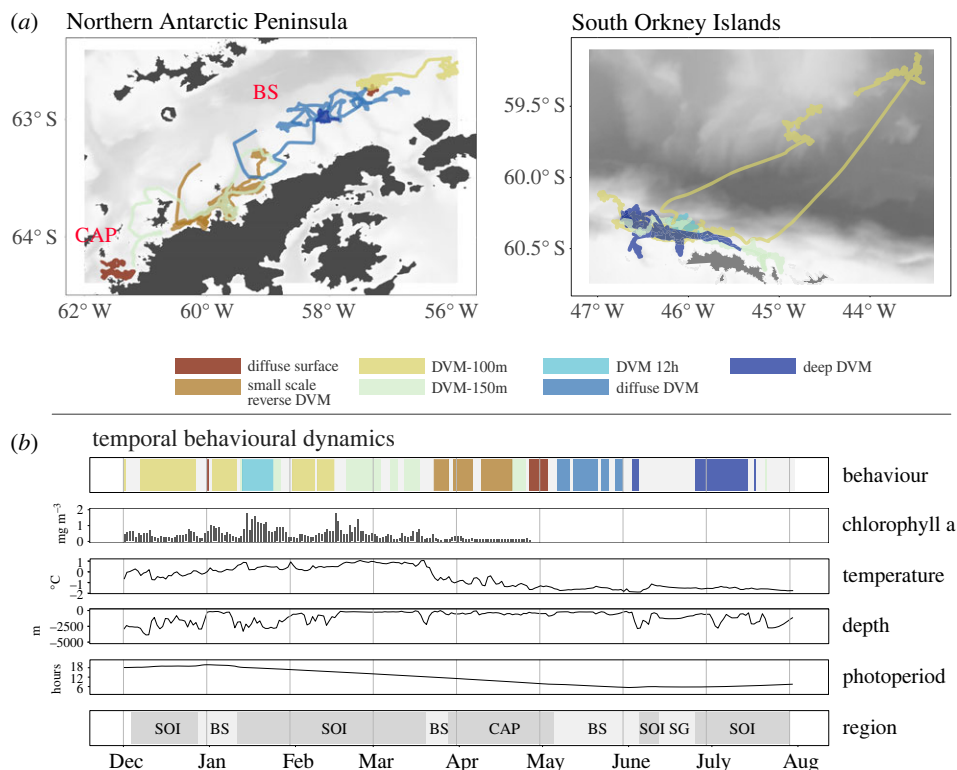 (a) Northern Antarctic Peninsula South Orkney Islands
BS
CAP
63° S
64° S
62° W 60° W 58° W 56° W
59.5° S
60.0° S
60.5° S
47° W 46° W 45° W 44° W
diffuse surface DVM-100m DVM 12h deep DVM
small scale DVM-150m diffuse DVM
reverse DVM
(b) temporal behavioural dynamics
behaviour
mg m⁻³ 2 1 0 chlorophyll a
°C 1 0 −1 −2 temperature
m 0 −2500 −5000 depth
hours 18 12 6 photoperiod
SOI BS SOI BS CAP BS SOI SG SOI region
Dec Jan Feb Mar Apr May June July Aug